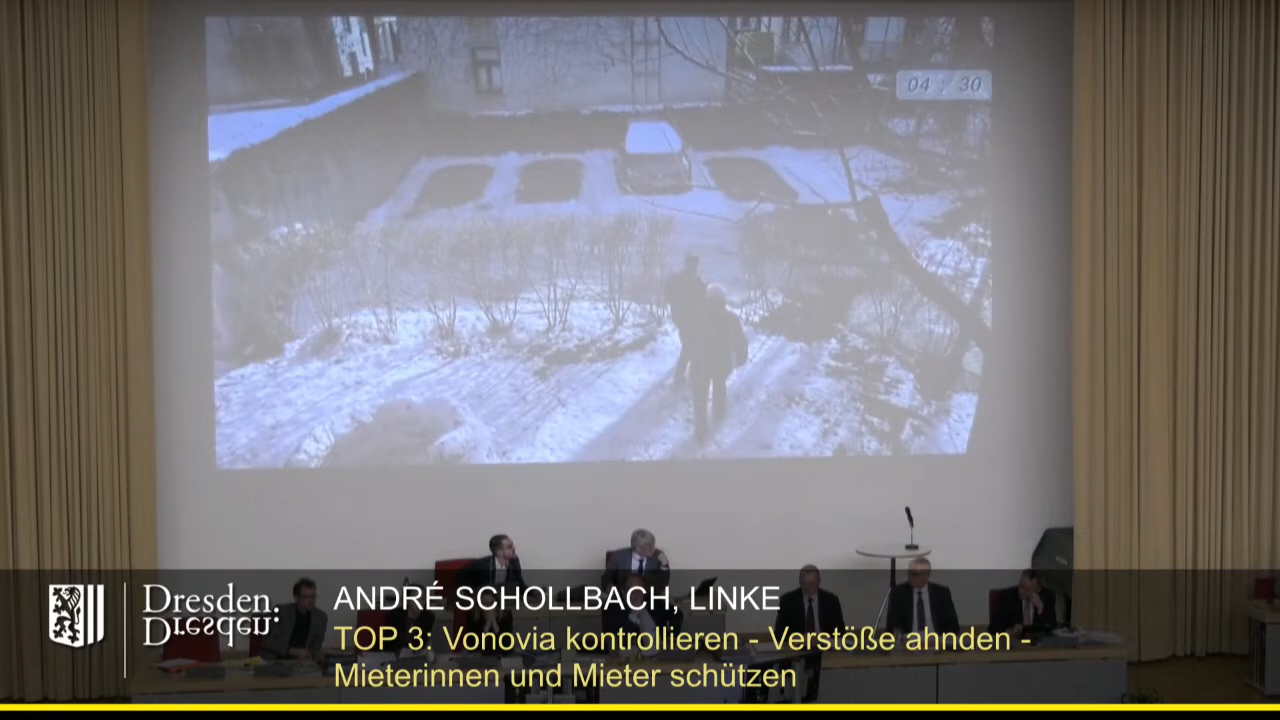 04 : 30
Dresden.
Dresden.
ANDRÉ SCHOLLBACH, LINKE
TOP 3: Vonovia kontrollieren - Verstöße ahnden -
Mieterinnen und Mieter schützen